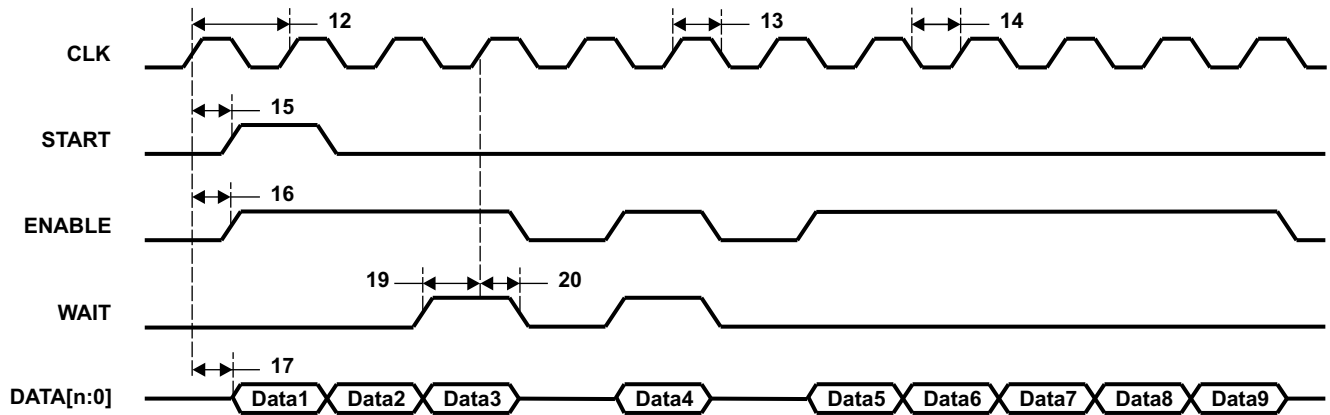 12 13 14
CLK
15
START
16
ENABLE
19 20
WAIT
17
DATA[n:0] Data1 Data2 Data3 Data4 Data5 Data6 Data7 Data8 Data9